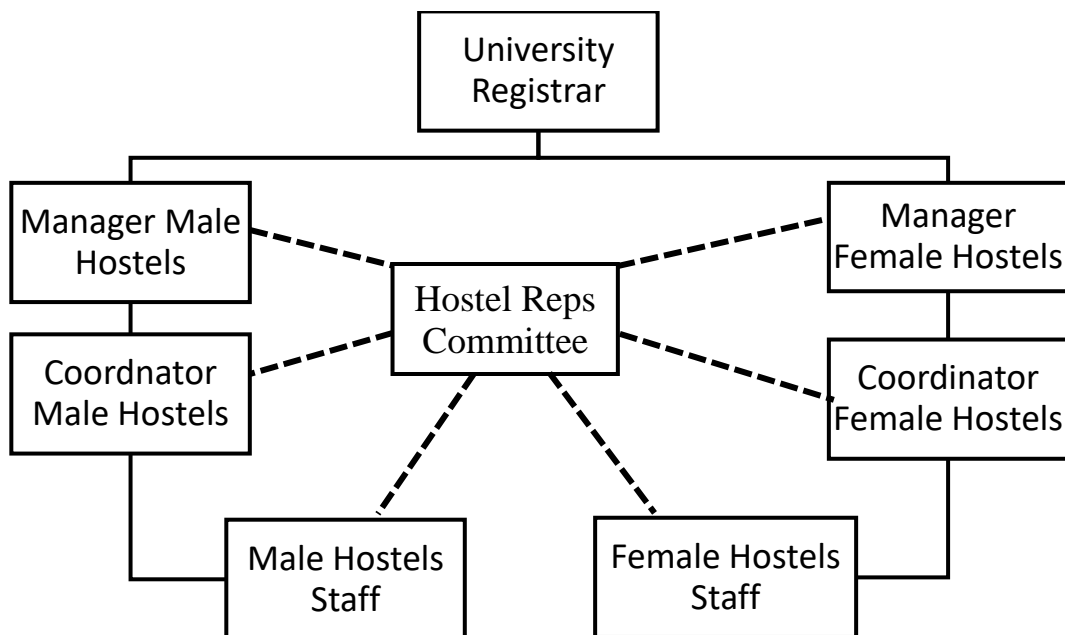 University
Registrar
Manager Male
Hostels
Manager
Female Hostels
Hostel Reps
Committee
Coordnator
Male Hostels
Coordinator
Female Hostels
Male Hostels
Staff
Female Hostels
Staff